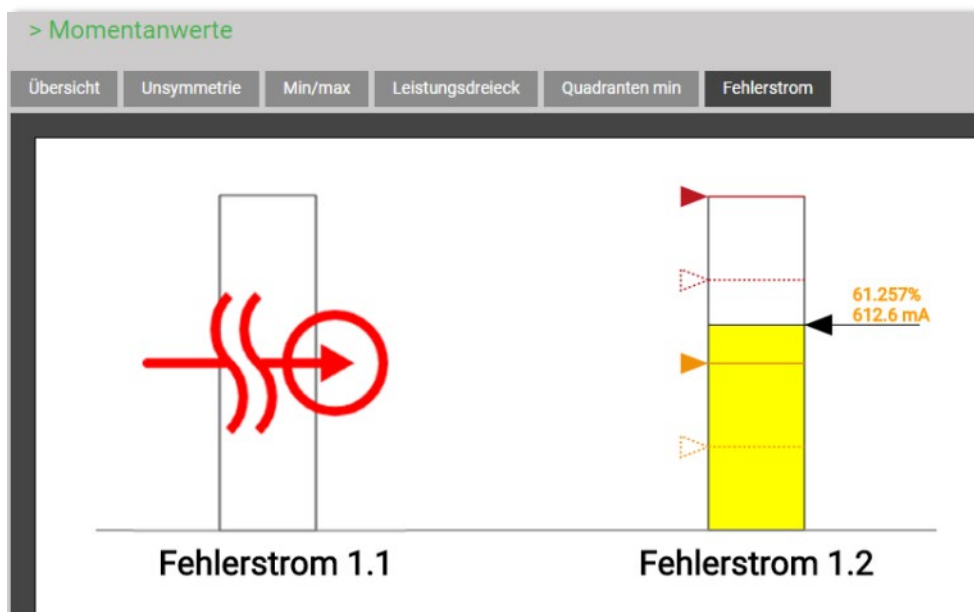 > Momentanwerte
Übersicht
Unsymmetrie
Min/max
Leistungsdreieck
Quadranten min
Fehlerstrom
61.257%
612.6 mA
Fehlerstrom 1.1
Fehlerstrom 1.2